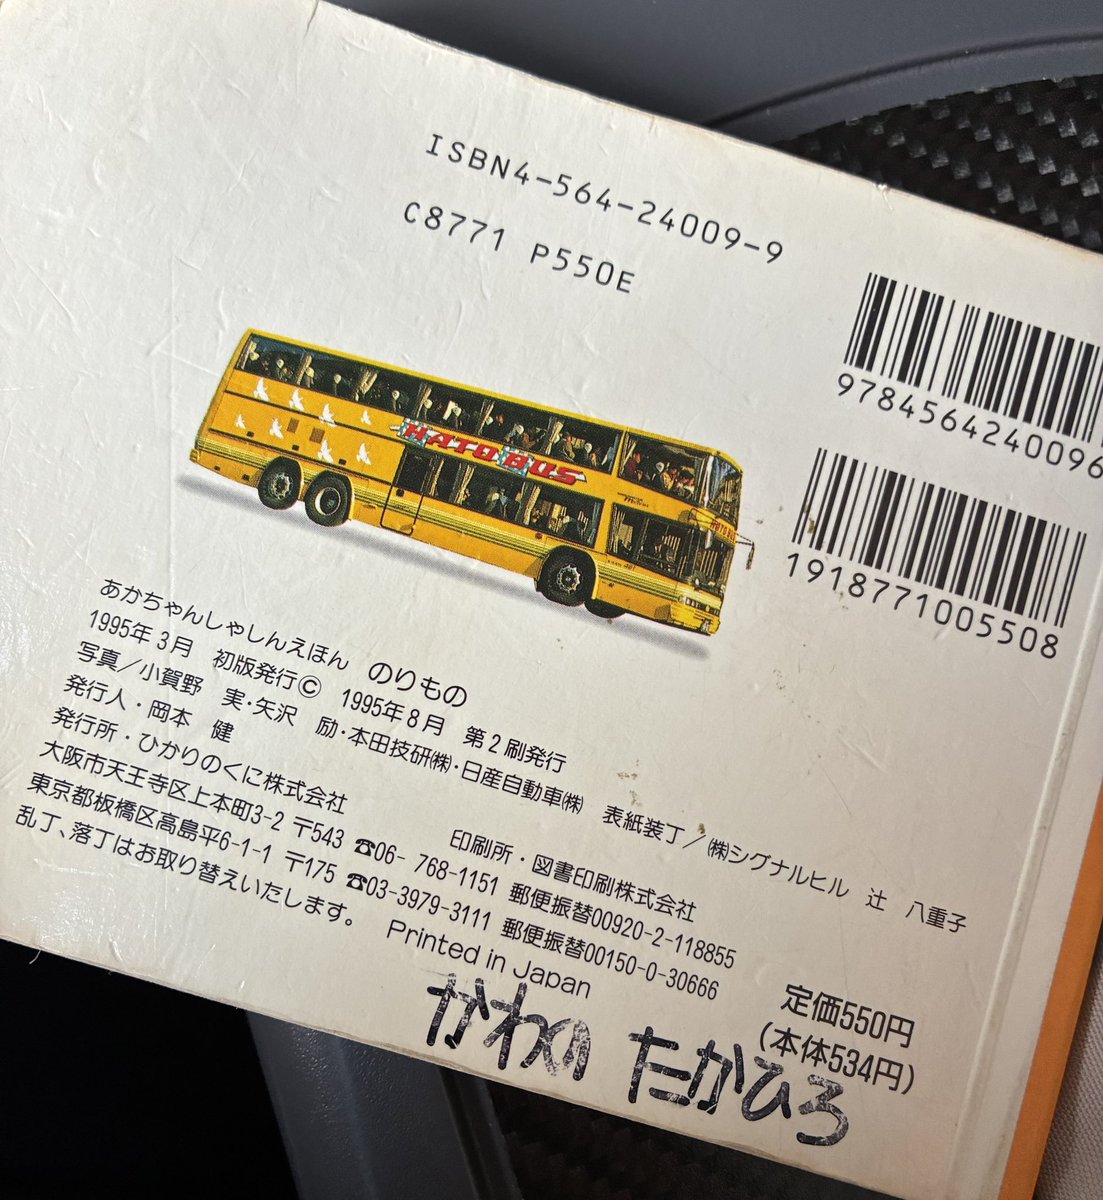 ISBN4-564-24009-9
C8771 P550E
9784564240096
1918771005508
HATO BUS
あかちゃんしゃしんえほん のりもの
1995年3月 初版発行Ⓒ 1995年8月 第2刷発行
写真／小賀野 実・矢沢 励・本田技研㈱・日産自動車㈱ 表紙装丁／㈱シグナルヒル 辻 八重子
発行人・岡本 健
発行所・ひかりのくに株式会社 印刷所・図書印刷株式会社
大阪市天王寺区上本町3-2 〒543 ☎06-768-1151 郵便振替00920-2-118855
東京都板橋区高島平6-1-1 〒175 ☎03-3979-3111 郵便振替00150-0-30666
乱丁、落丁はお取り替えいたします。 Printed in Japan
定価550円
(本体534円)
かわの たかひろ